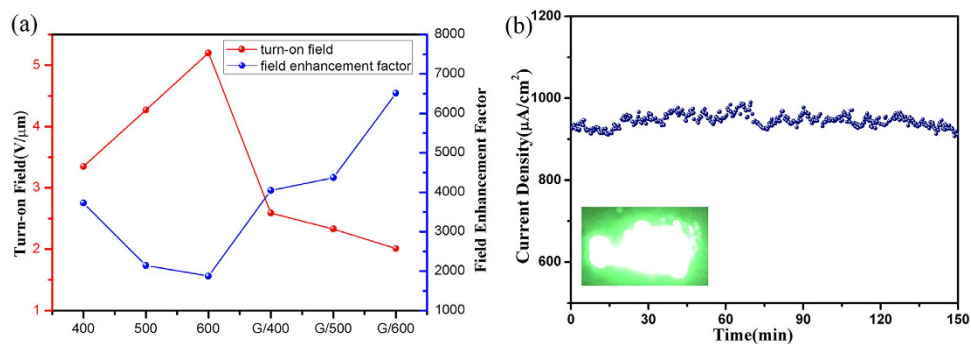 (a)
turn-on field
field enhancement factor
Turn-on Field(V/μm)
5
4
3
2
1
8000
7000
6000
5000
4000
3000
2000
1000
Field Enhancement Factor
400 500 600 G/400 G/500 G/600
(b)
Current Density(μA/cm²)
1200
1000
800
600
0 30 60 90 120 150
Time(min)